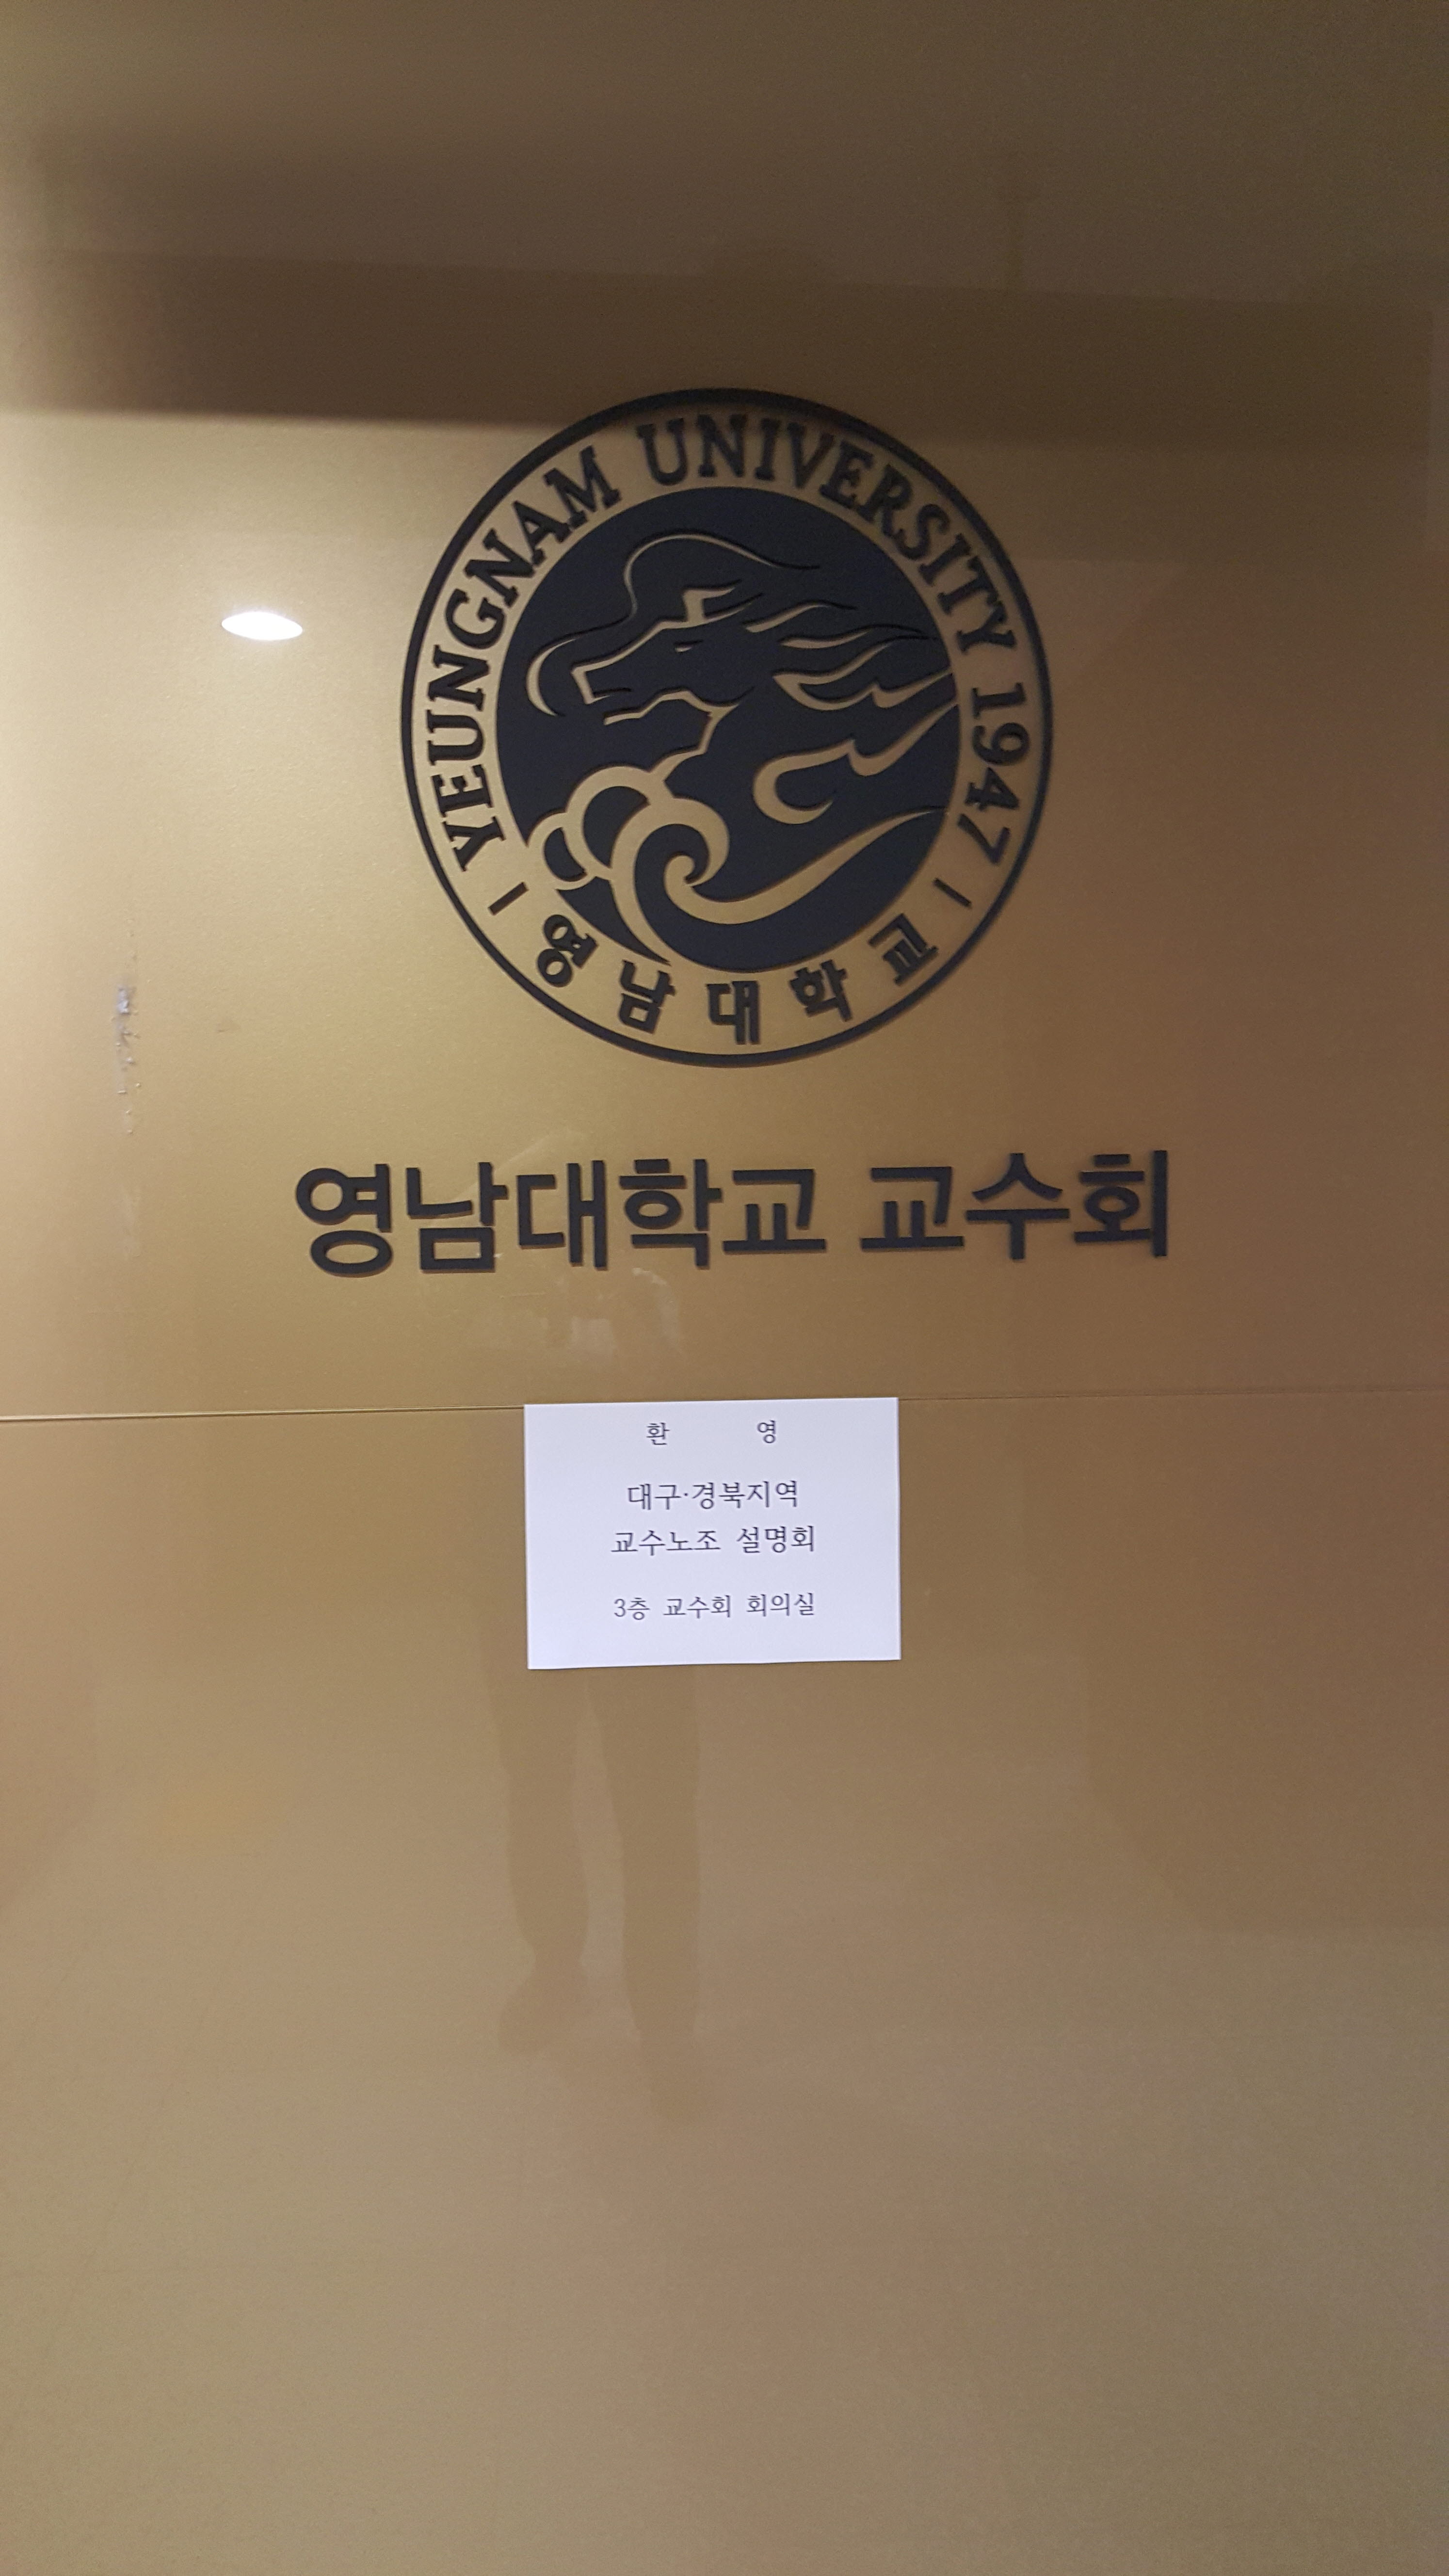 YEUNGNAM UNIVERSITY 1947
영남대학교
영남대학교 교수회
환 영
대구·경북지역
교수노조 설명회
3층 교수회 회의실